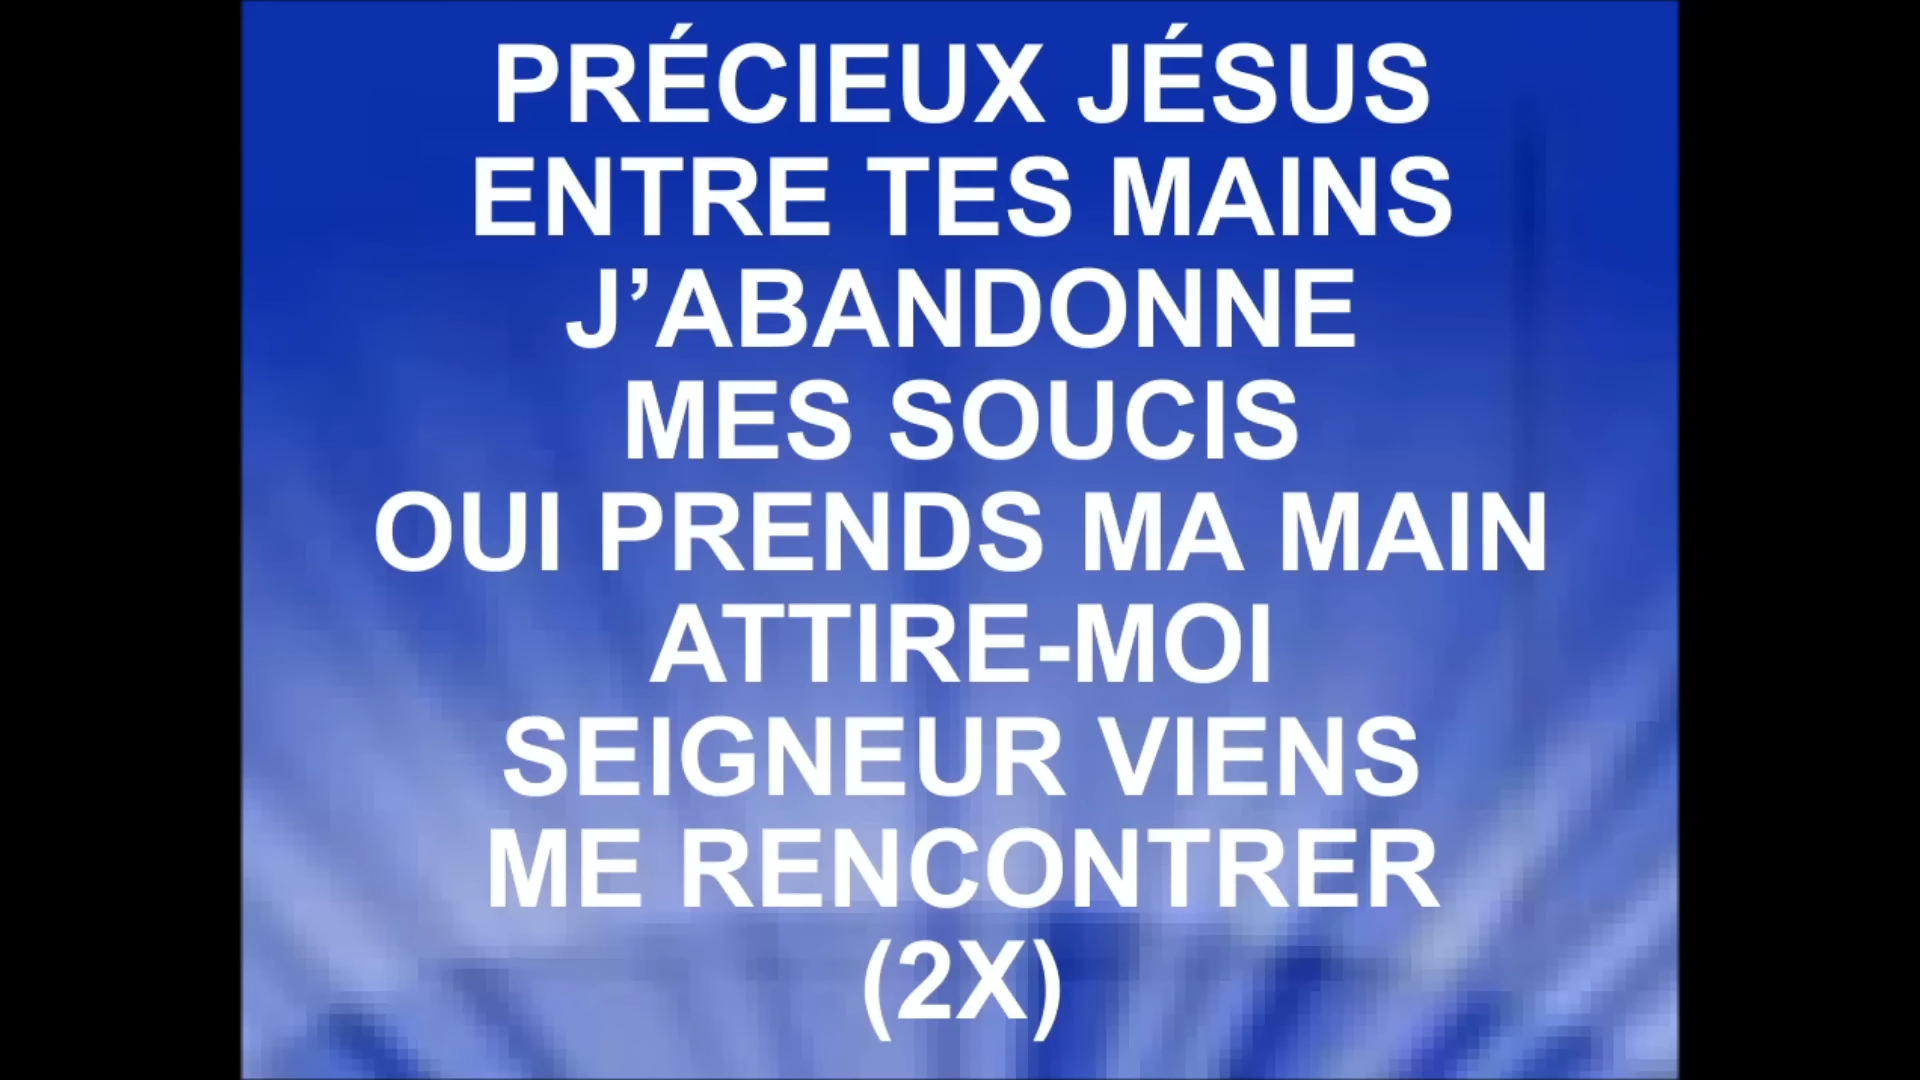 PRÉCIEUX JÉSUS
ENTRE TES MAINS
J’ABANDONNE
MES SOUCIS
OUI PRENDS MA MAIN
ATTIRE-MOI
SEIGNEUR VIENS
ME RENCONTRER
(2X)